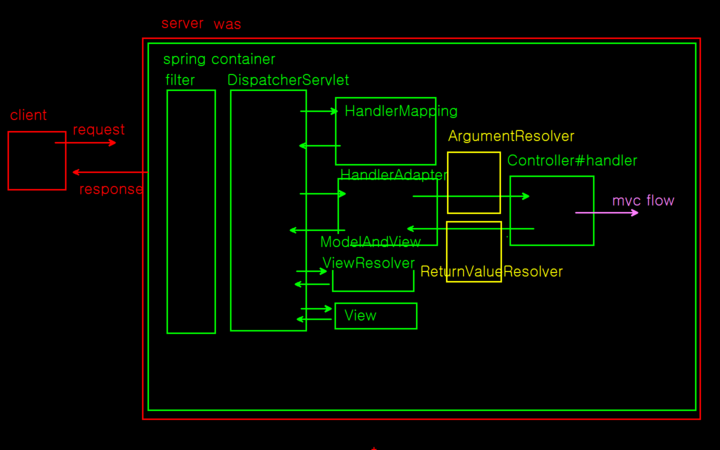 server was
spring container
filter
DispatcherServlet
client
request
response
HandlerMapping
ArgumentResolver
Controller#handler
HandlerAdapter
mvc flow
ModelAndView
ViewResolver
ReturnValueResolver
View